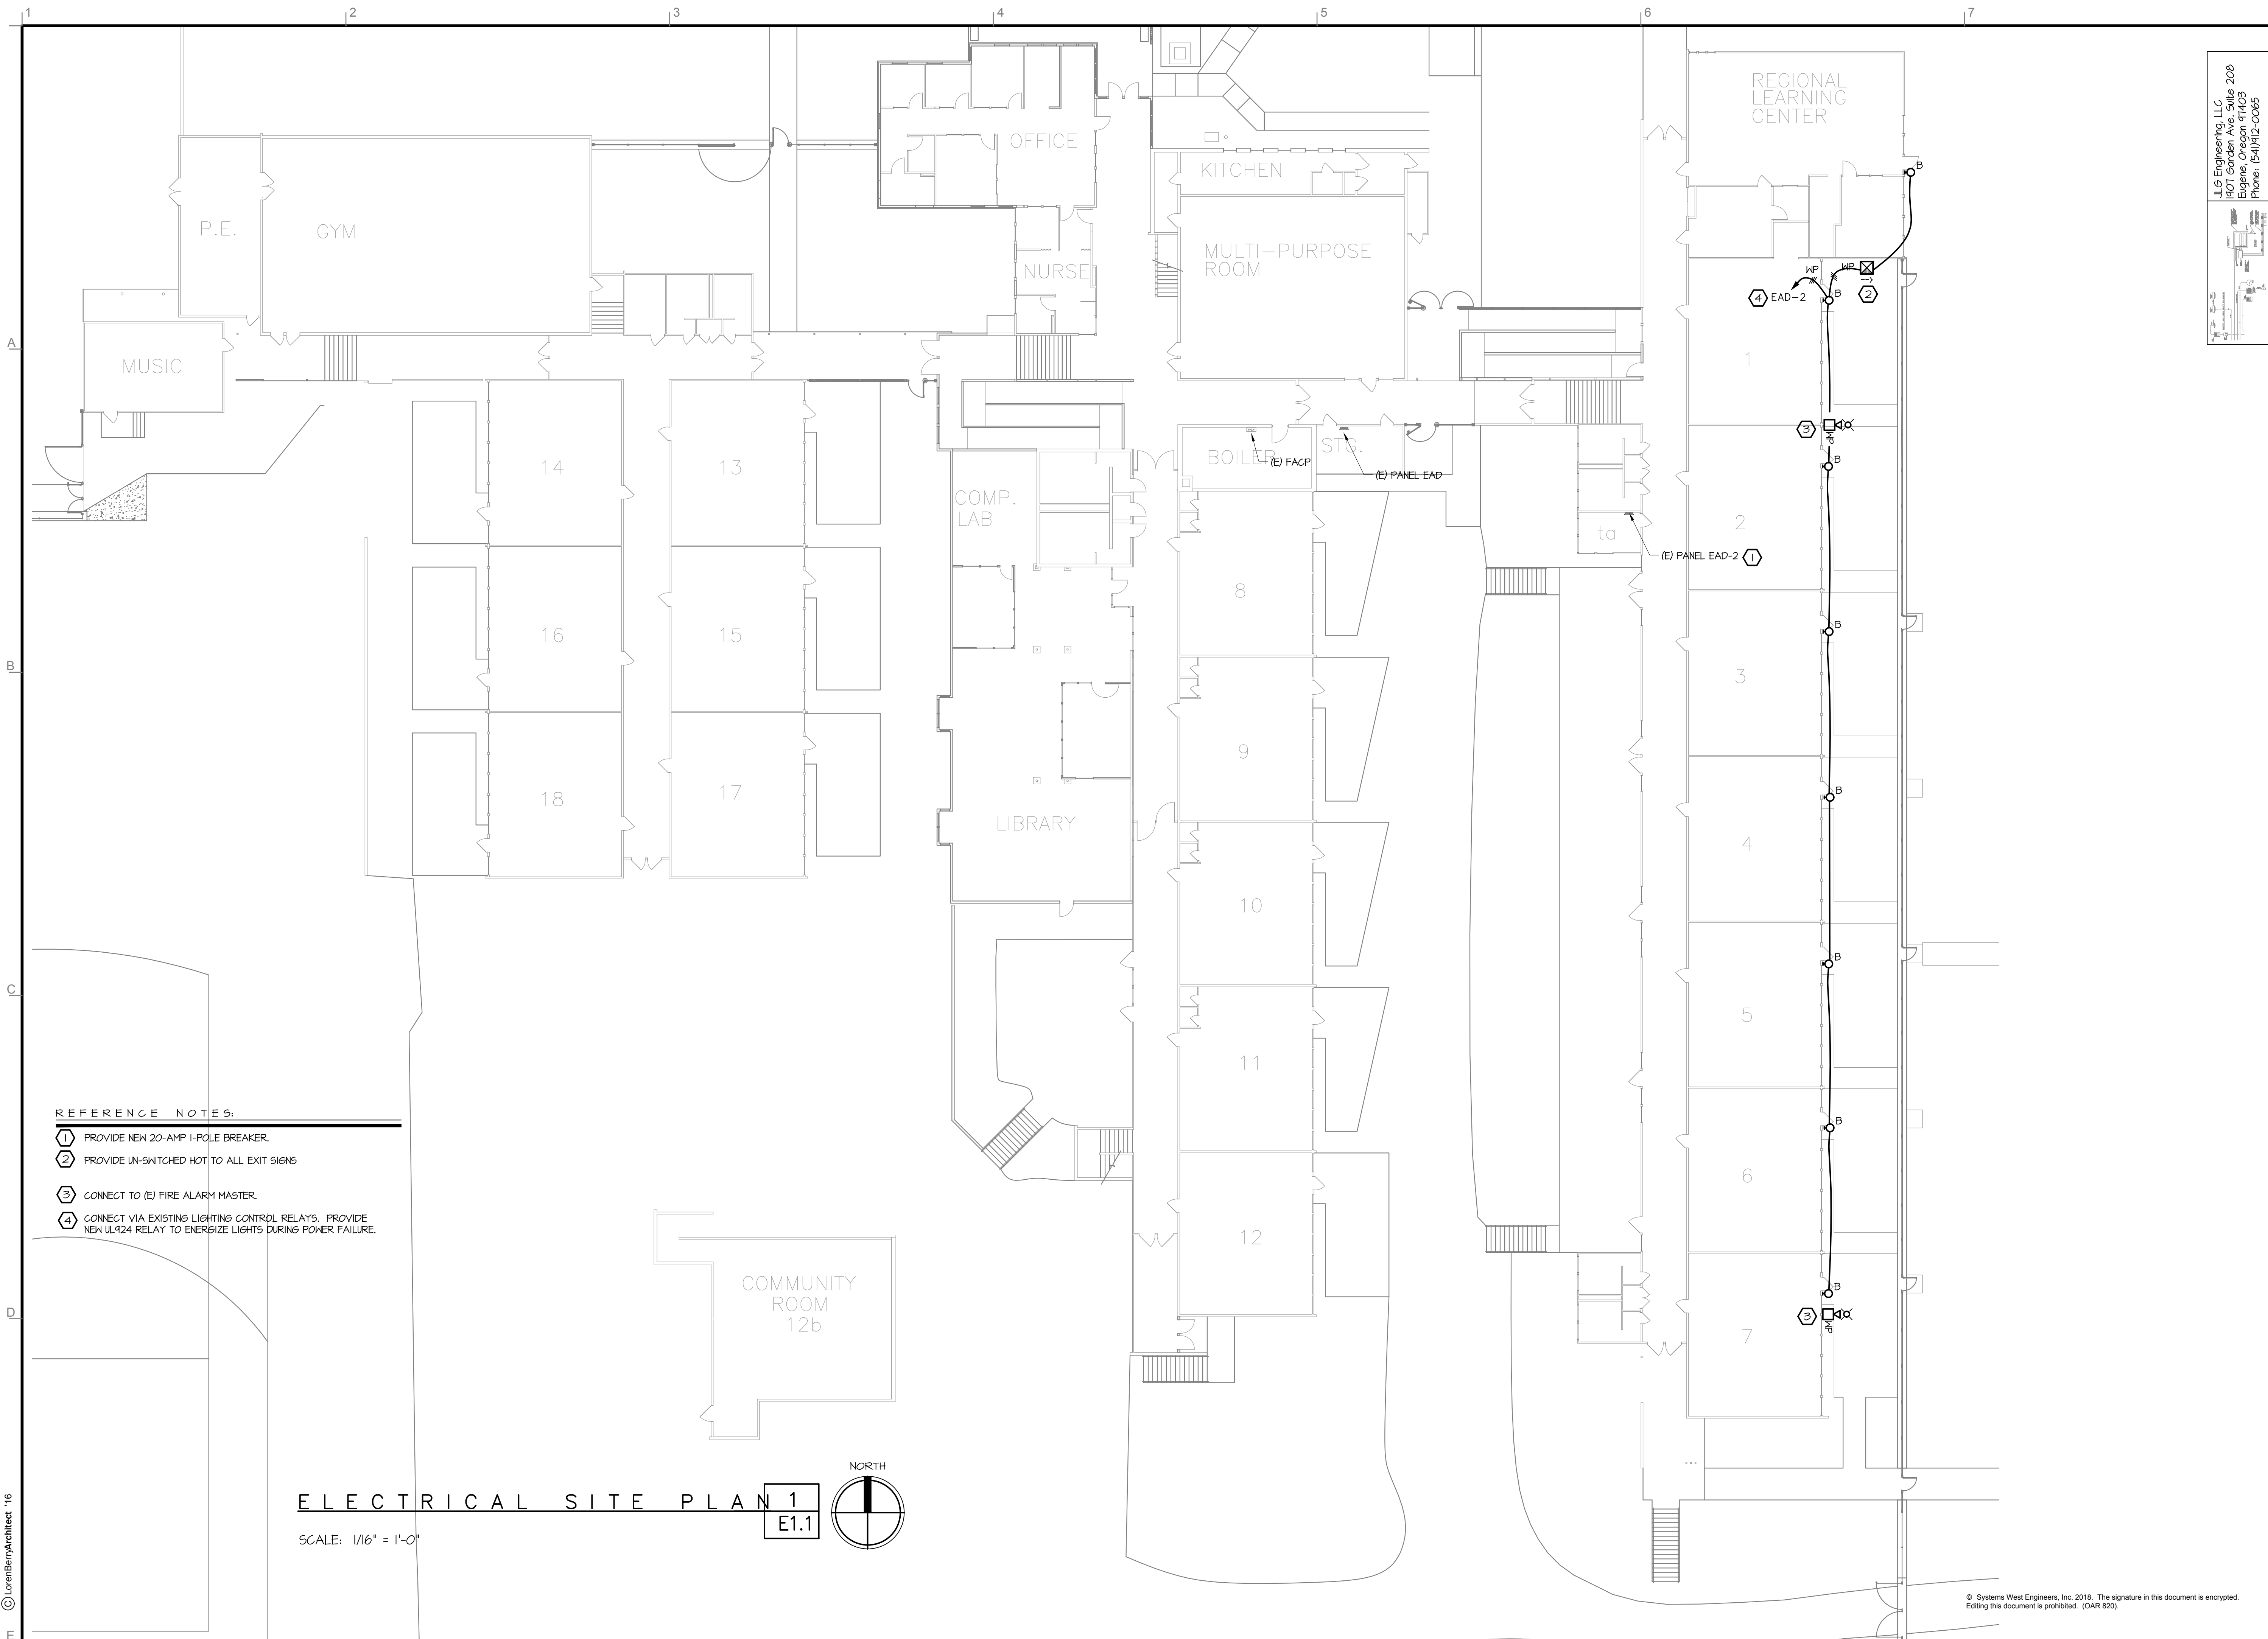 1
2
3
4
5
6
7
A
B
C
D
E
JLG Engineering, LLC
1907 Garden Ave. Suite 208
Eugene, Oregon 97403
Phone: (541)912-0065
REGIONAL
LEARNING
CENTER
OFFICE
KITCHEN
P.E.
GYM
MULTI-PURPOSE
ROOM
NURSE
MUSIC
B
WP
WP
4 EAD-2
2
B
1
3
WP
B
14
13
BOILER
STG.
(E) FACP
(E) PANEL EAD
COMP.
LAB
ta
(E) PANEL EAD-2 1
2
8
16
15
B
3
9
18
17
B
LIBRARY
4
10
B
5
11
B
6
12
B
3
WP
7
REFERENCE NOTES:
1 PROVIDE NEW 20-AMP 1-POLE BREAKER.
2 PROVIDE UN-SWITCHED HOT TO ALL EXIT SIGNS
3 CONNECT TO (E) FIRE ALARM MASTER.
4 CONNECT VIA EXISTING LIGHTING CONTROL RELAYS. PROVIDE
NEW UL924 RELAY TO ENERGIZE LIGHTS DURING POWER FAILURE.
COMMUNITY
ROOM
12b
ELECTRICAL SITE PLAN
1
E1.1
SCALE: 1/16" = 1'-0"
NORTH
© LorenBerryArchitect '16
© Systems West Engineers, Inc. 2018. The signature in this document is encrypted.
Editing this document is prohibited. (OAR 820).